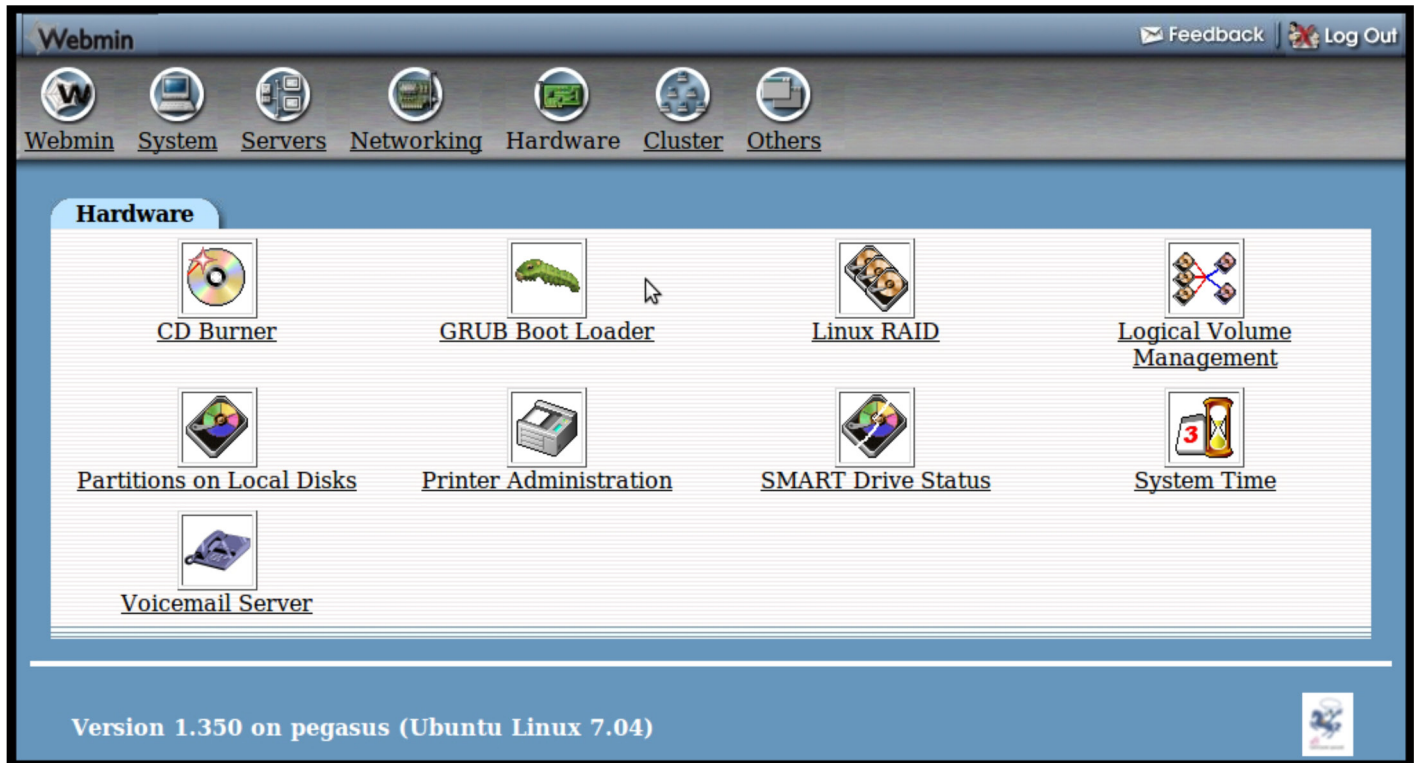 Webmin
Feedback
Log Out
Webmin System Servers Networking Hardware Cluster Others
Hardware
CD Burner GRUB Boot Loader Linux RAID Logical Volume
Management
Partitions on Local Disks Printer Administration SMART Drive Status System Time
Voicemail Server
Version 1.350 on pegasus (Ubuntu Linux 7.04)